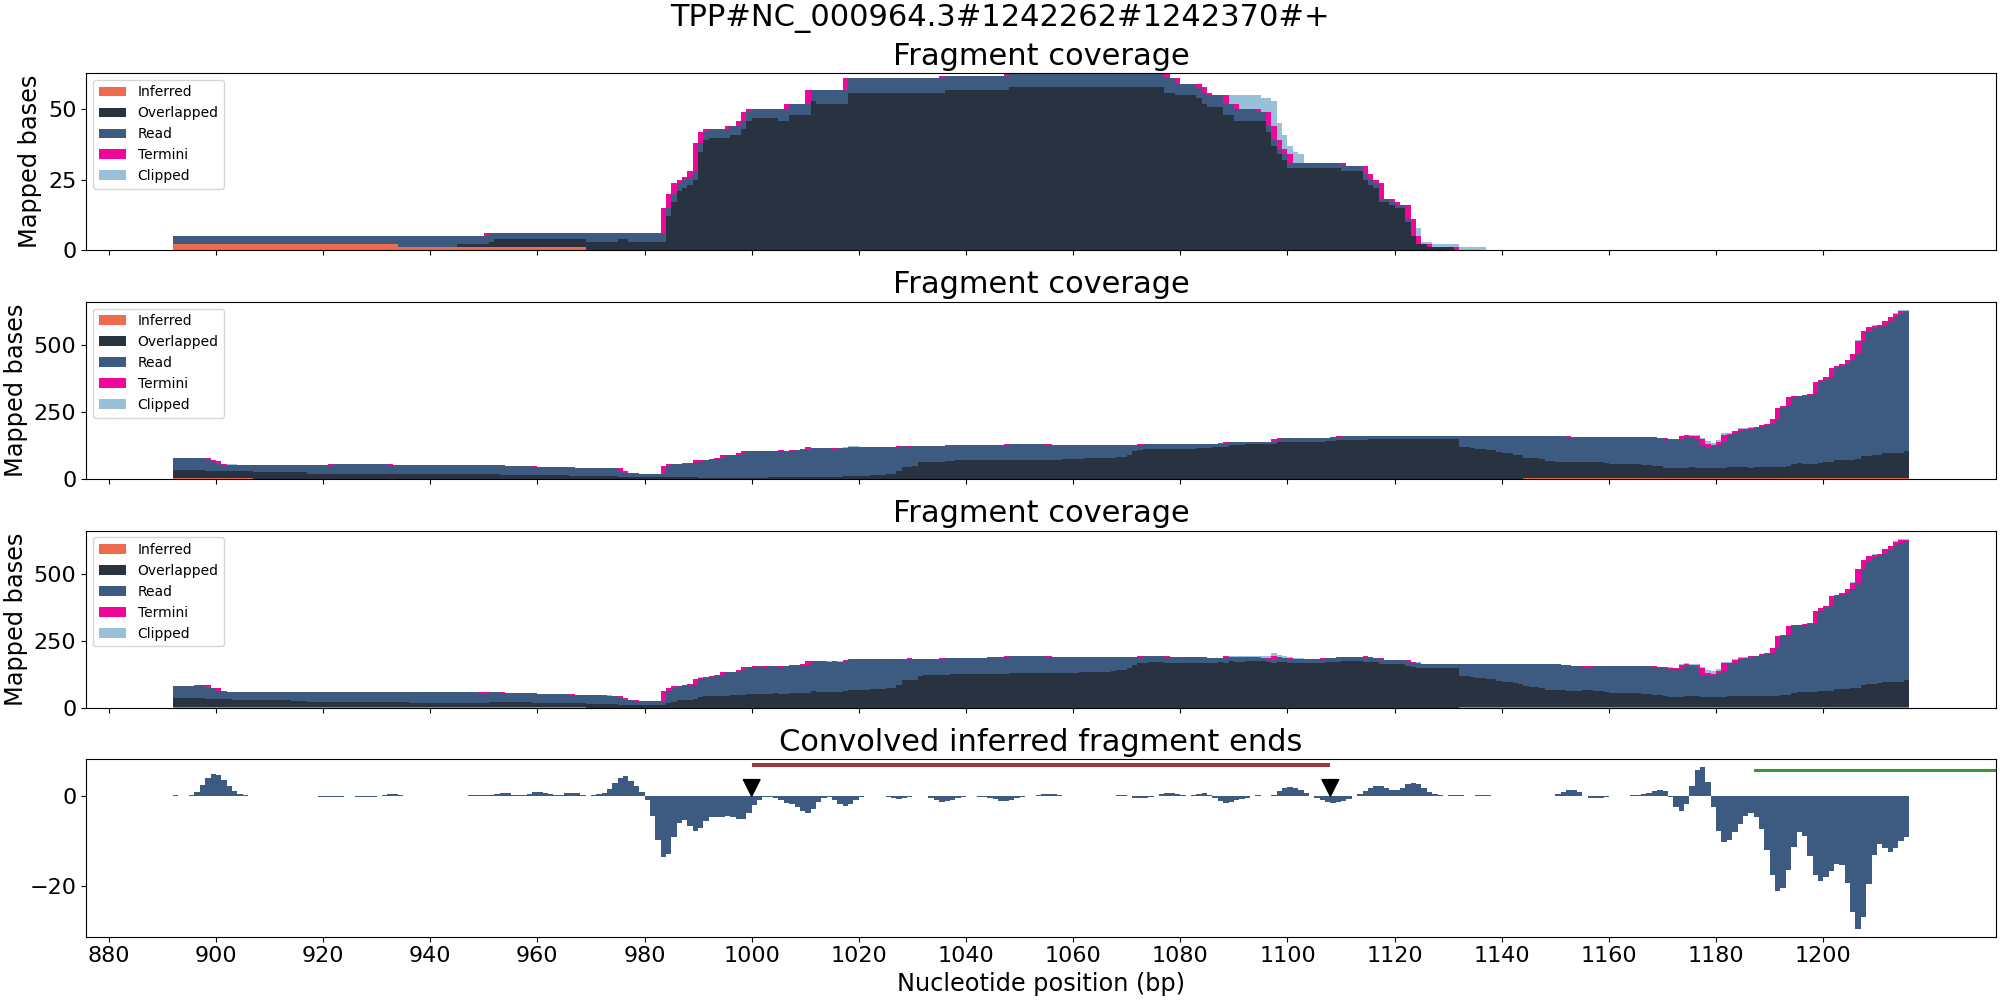 TPP#NC_000964.3#1242262#1242370#+
Fragment coverage
Mapped bases
50
25
0
Inferred
Overlapped
Read
Termini
Clipped
Fragment coverage
Mapped bases
500
250
0
Inferred
Overlapped
Read
Termini
Clipped
Fragment coverage
Mapped bases
500
250
0
Inferred
Overlapped
Read
Termini
Clipped
Convolved inferred fragment ends
0
−20
880 900 920 940 960 980 1000 1020 1040 1060 1080 1100 1120 1140 1160 1180 1200
Nucleotide position (bp)